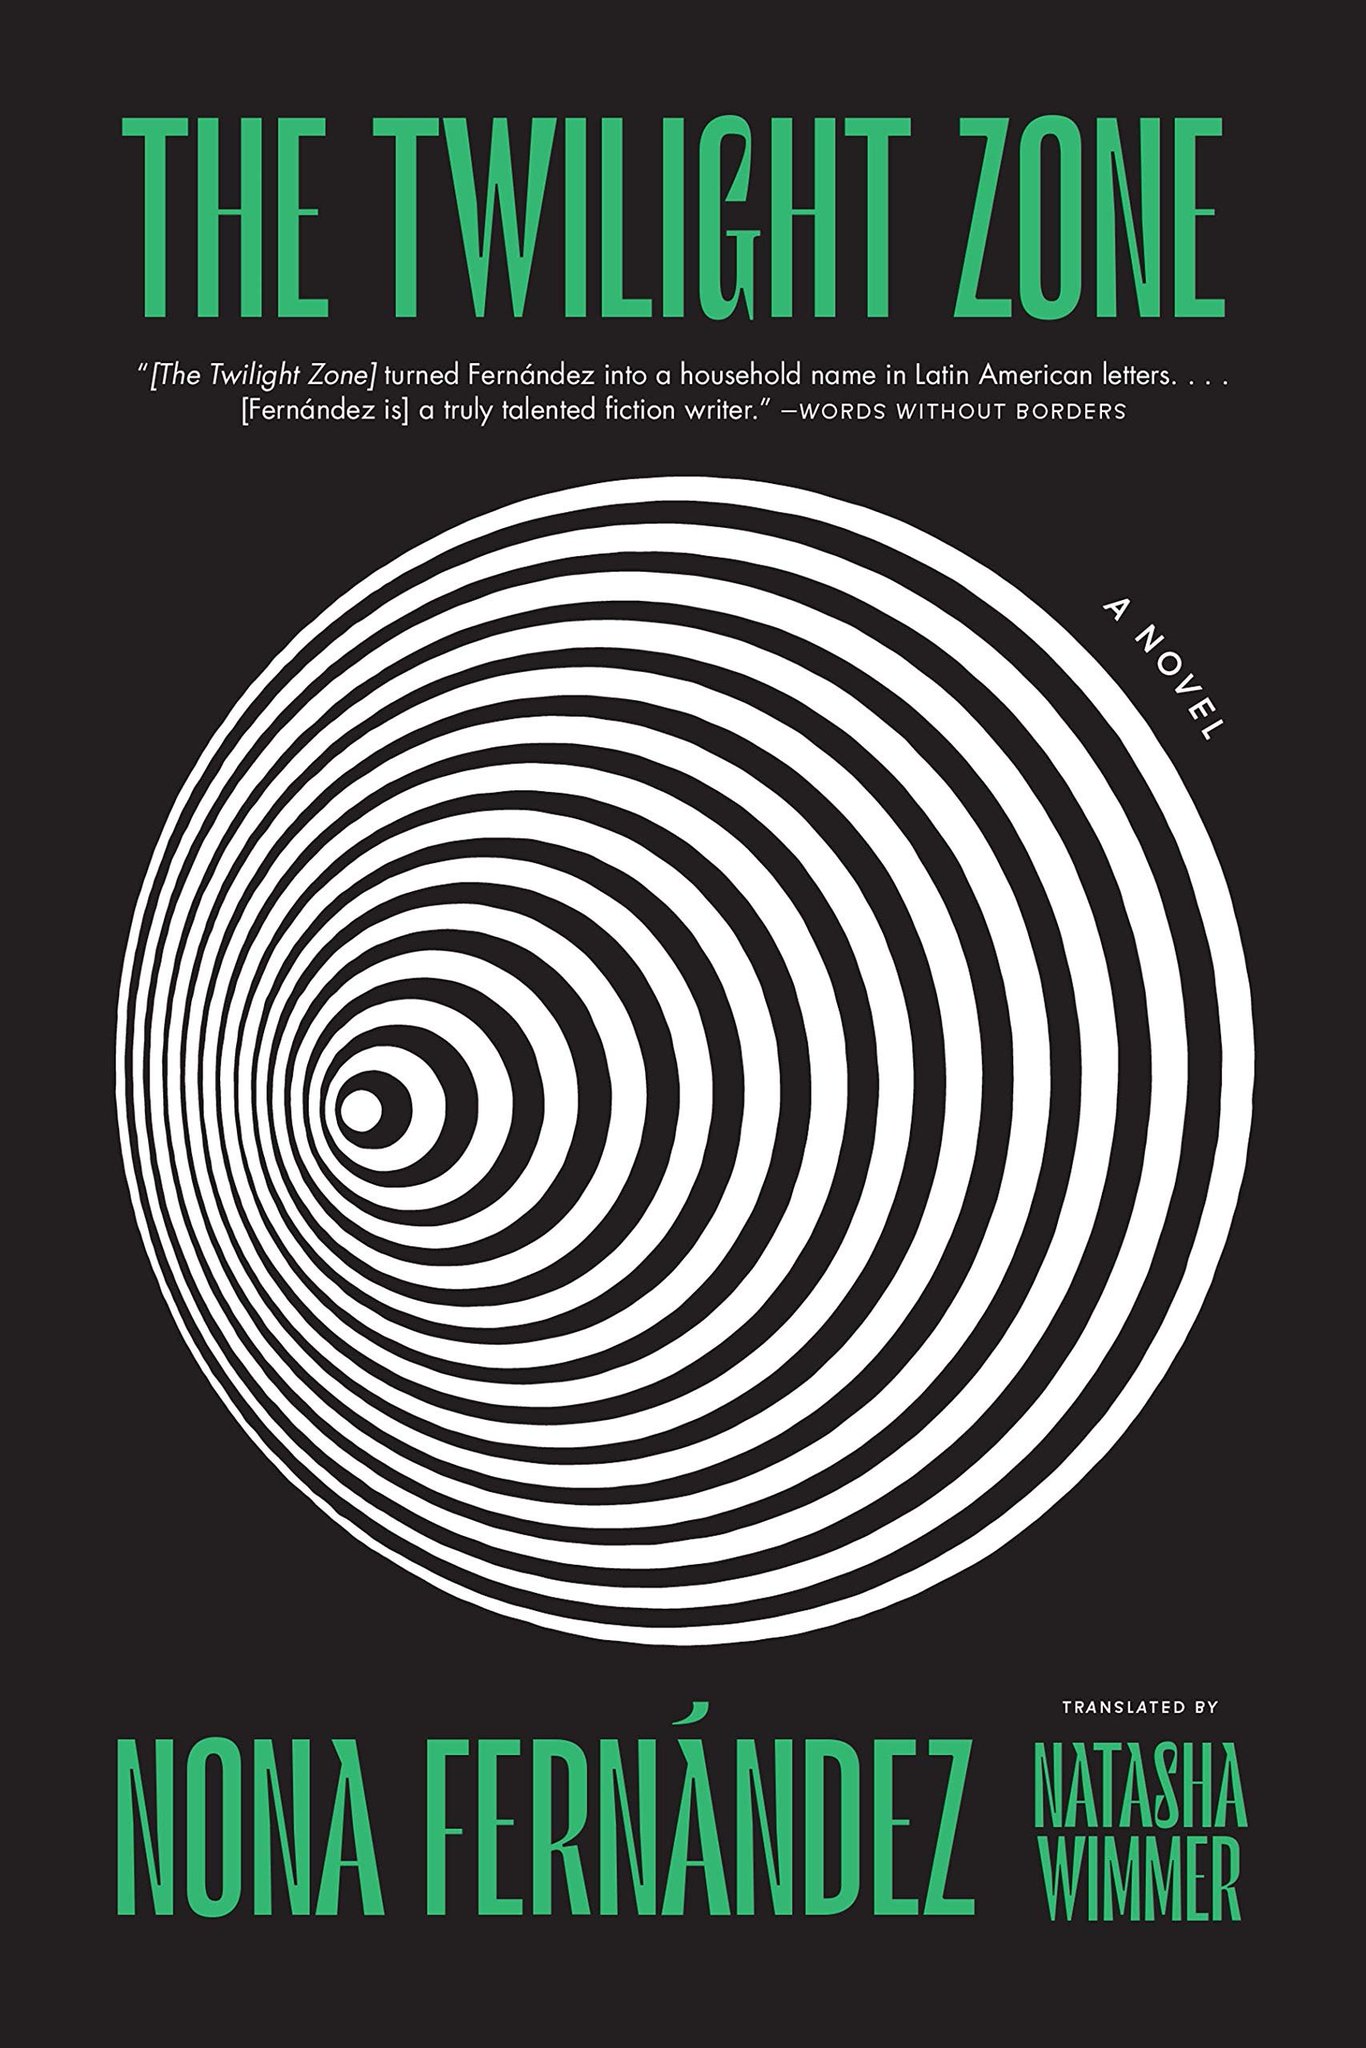 THE TWILIGHT ZONE
“[The Twilight Zone] turned Fernández into a household name in Latin American letters. . . .
[Fernández is] a truly talented fiction writer.” —WORDS WITHOUT BORDERS
A NOVEL
NONA FERNÁNDEZ
TRANSLATED BY
NATASHA
WIMMER